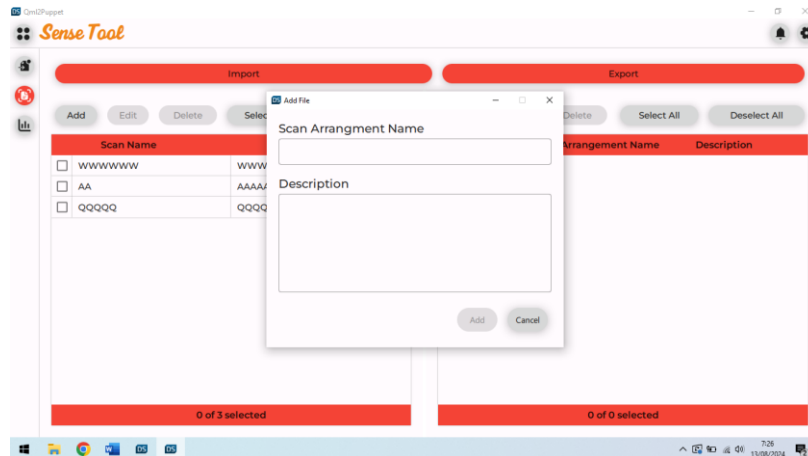 Qml2Puppet
Sense Tool
Import
Export
Add
Edit
Delete
Selec
Delete
Select All
Deselect All
Scan Name
Arrangement Name
Description
WWWWWW
WWW
AA
AAAA
QQQQQ
QQQQ
0 of 3 selected
0 of 0 selected
Add File
Scan Arrangment Name
Description
Add
Cancel
7:26
13/08/2024